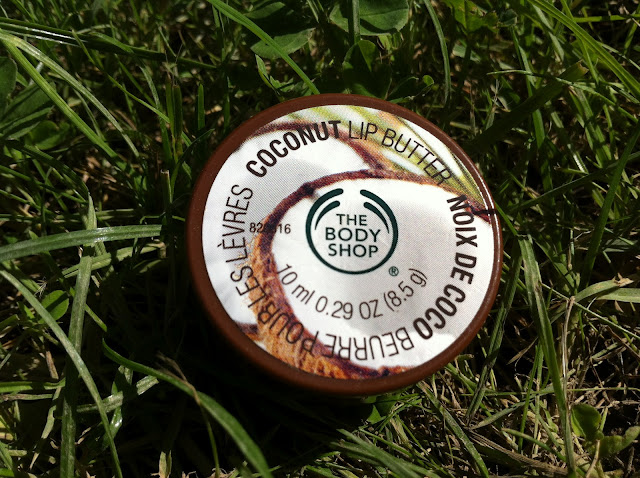 COCONUT LIP BUTTER
NOIX DE COCO BEURRE POUR LES LÈVRES
THE
BODY
SHOP
®
10 ml 0.29 OZ (8.5 g)